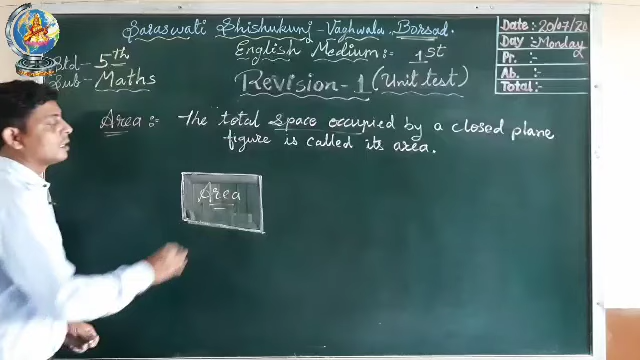 Saraswati Shishukunj - Vaghwala, Borsad.
English Medium :- 1st
Std - 5th
Sub - Maths
Revision - 1 (Unit test)
Date :- 20/07/20
Day :- Monday
Pr. :-
Ab. :-
Total :-
Area :- The total space occupied by a closed plane
figure is called its area.
Area